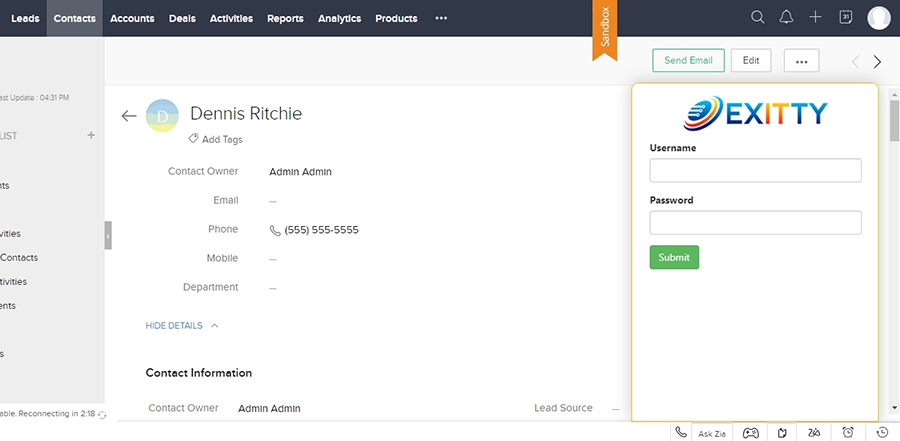 Leads Contacts Accounts Deals Activities Reports Analytics Products •••
31
Sandbox
Send Email Edit •••
Last Update : 04:31 PM
LIST +
nts
vities
Contacts
tivities
ents
s
able. Reconnecting in 2:18
D Dennis Ritchie
Add Tags
Contact Owner Admin Admin
Email —
Phone (555) 555-5555
Mobile —
Department —
HIDE DETAILS
Contact Information
Contact Owner Admin Admin Lead Source —
EXITTY
Username
Password
Submit
Ask Zia